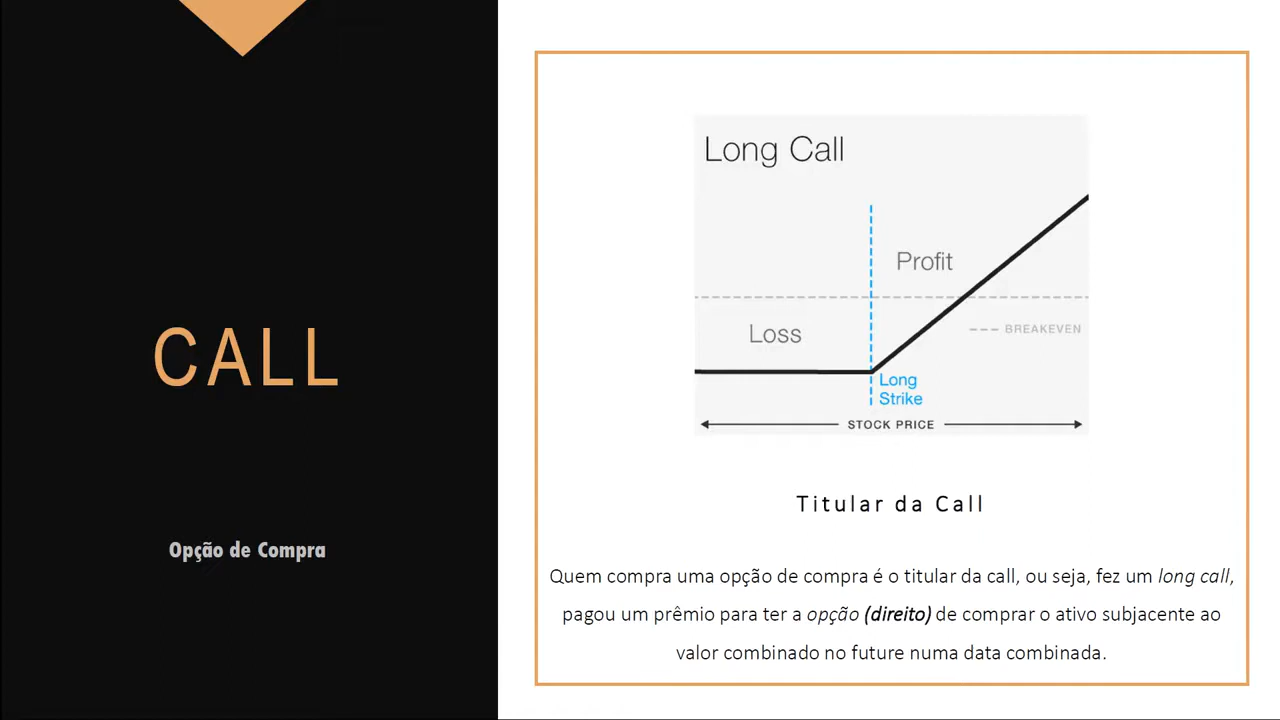 CALL
Opção de Compra
Long Call
Profit
Loss
BREAKEVEN
Long
Strike
STOCK PRICE
Titular da Call
Quem compra uma opção de compra é o titular da call, ou seja, fez um long call,
pagou um prêmio para ter a opção (direito) de comprar o ativo subjacente ao
valor combinado no future numa data combinada.